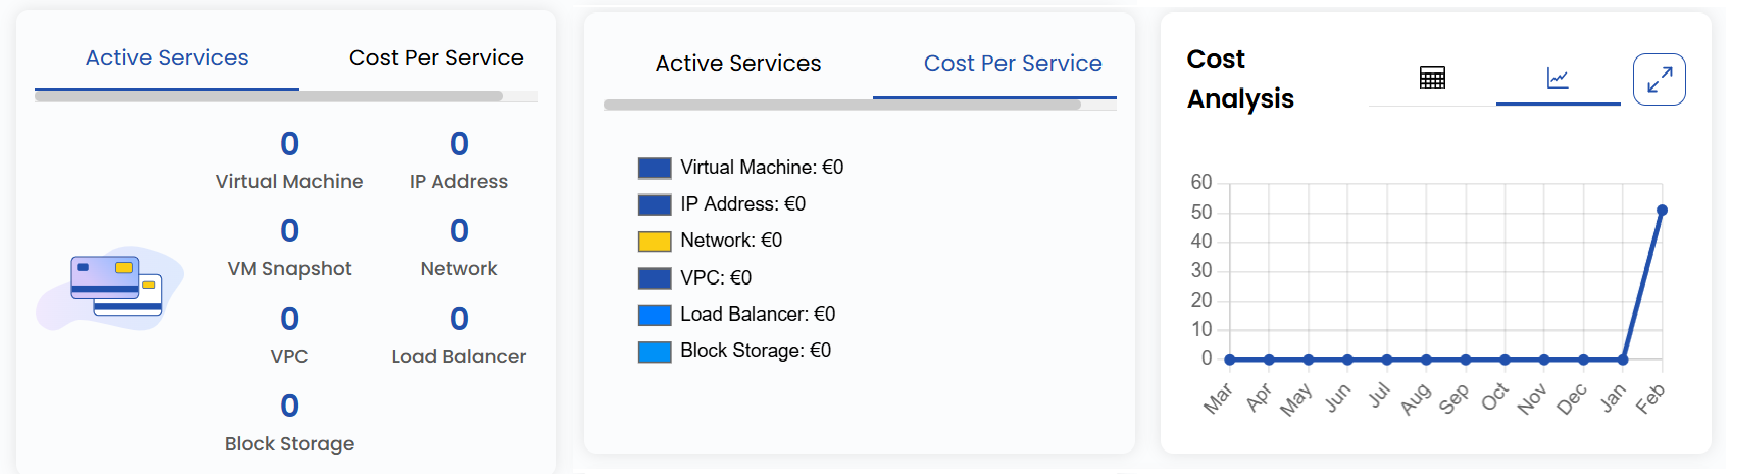 Active Services Cost Per Service
0 0
Virtual Machine IP Address
0 0
VM Snapshot Network
0 0
VPC Load Balancer
0
Block Storage
Active Services Cost Per Service
Virtual Machine: €0
IP Address: €0
Network: €0
VPC: €0
Load Balancer: €0
Block Storage: €0
Cost
Analysis
60
50
40
30
20
10
0
Mar Apr May Jun Jul Aug Sep Oct Nov Dec Jan Feb